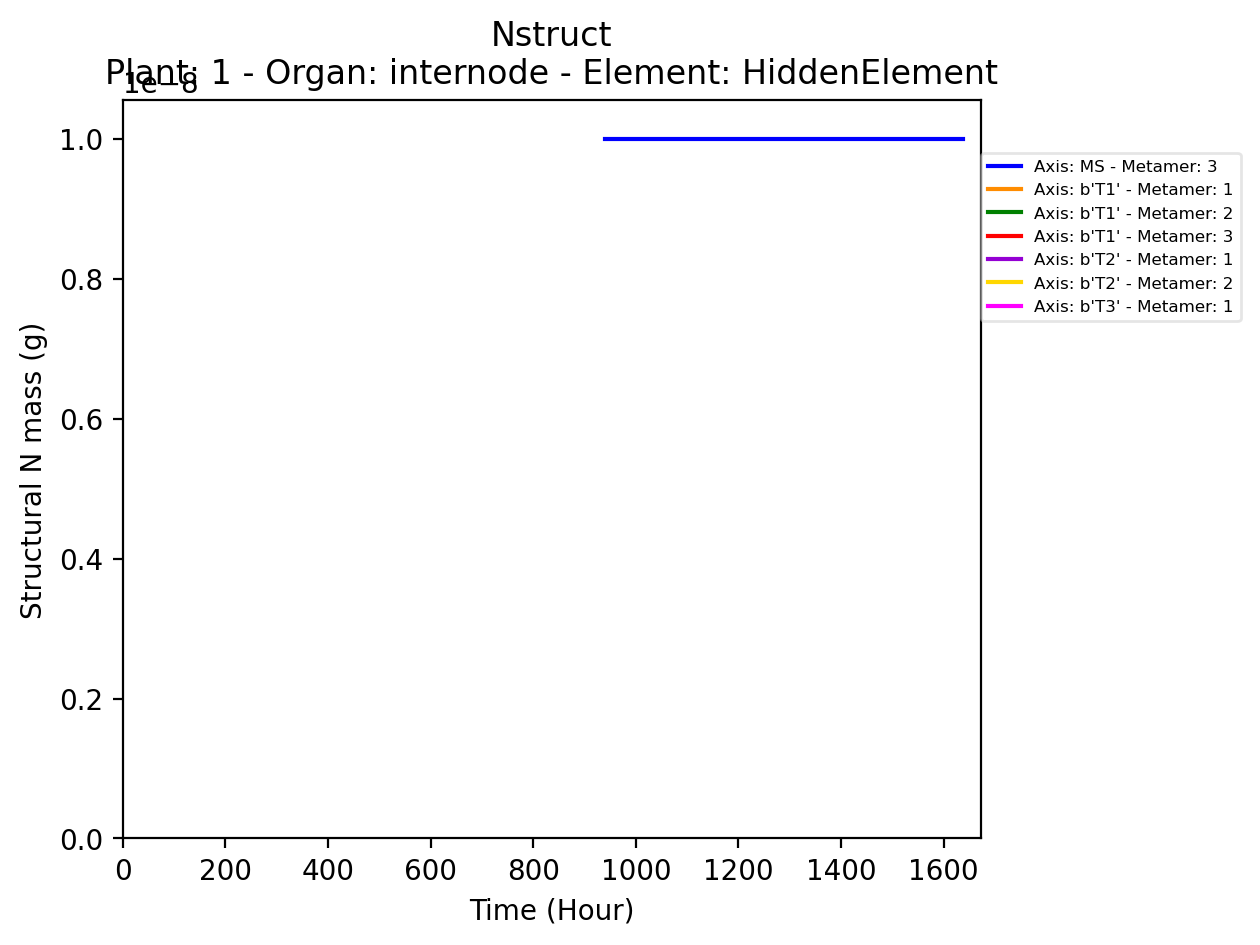 Nstruct
Plant: 1 - Organ: internode - Element: HiddenElement
1e−8
1.0
0.8
0.6
0.4
0.2
0.0
Structural N mass (g)
0 200 400 600 800 1000 1200 1400 1600
Time (Hour)
Axis: MS - Metamer: 3
Axis: b'T1' - Metamer: 1
Axis: b'T1' - Metamer: 2
Axis: b'T1' - Metamer: 3
Axis: b'T2' - Metamer: 1
Axis: b'T2' - Metamer: 2
Axis: b'T3' - Metamer: 1